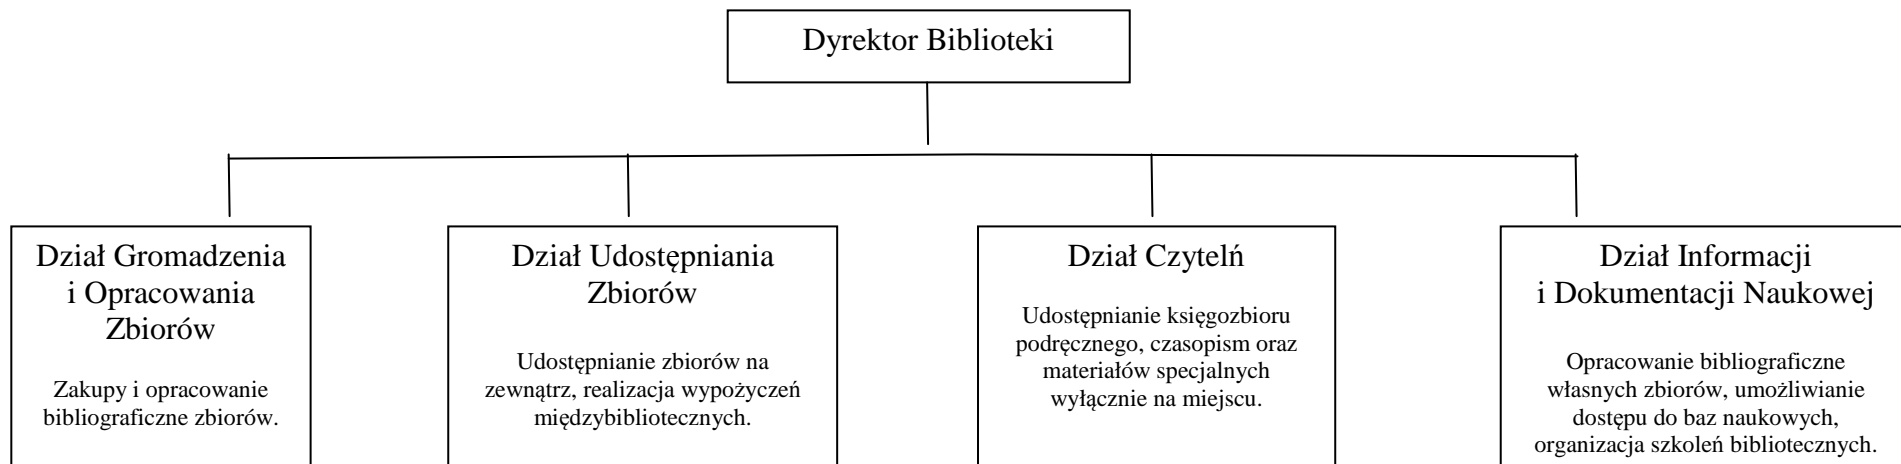 Dyrektor Biblioteki
Dział Gromadzenia
i Opracowania
Zbiorów
Zakupy i opracowanie
bibliograficzne zbiorów.
Dział Udostępniania
Zbiorów
Udostępnianie zbiorów na
zewnątrz, realizacja wypożyczeń
międzybibliotecznych.
Dział Czytelń
Udostępnianie księgozbioru
podręcznego, czasopism oraz
materiałów specjalnych
wyłącznie na miejscu.
Dział Informacji
i Dokumentacji Naukowej
Opracowanie bibliograficzne
własnych zbiorów, umożliwianie
dostępu do baz naukowych,
organizacja szkoleń bibliotecznych.